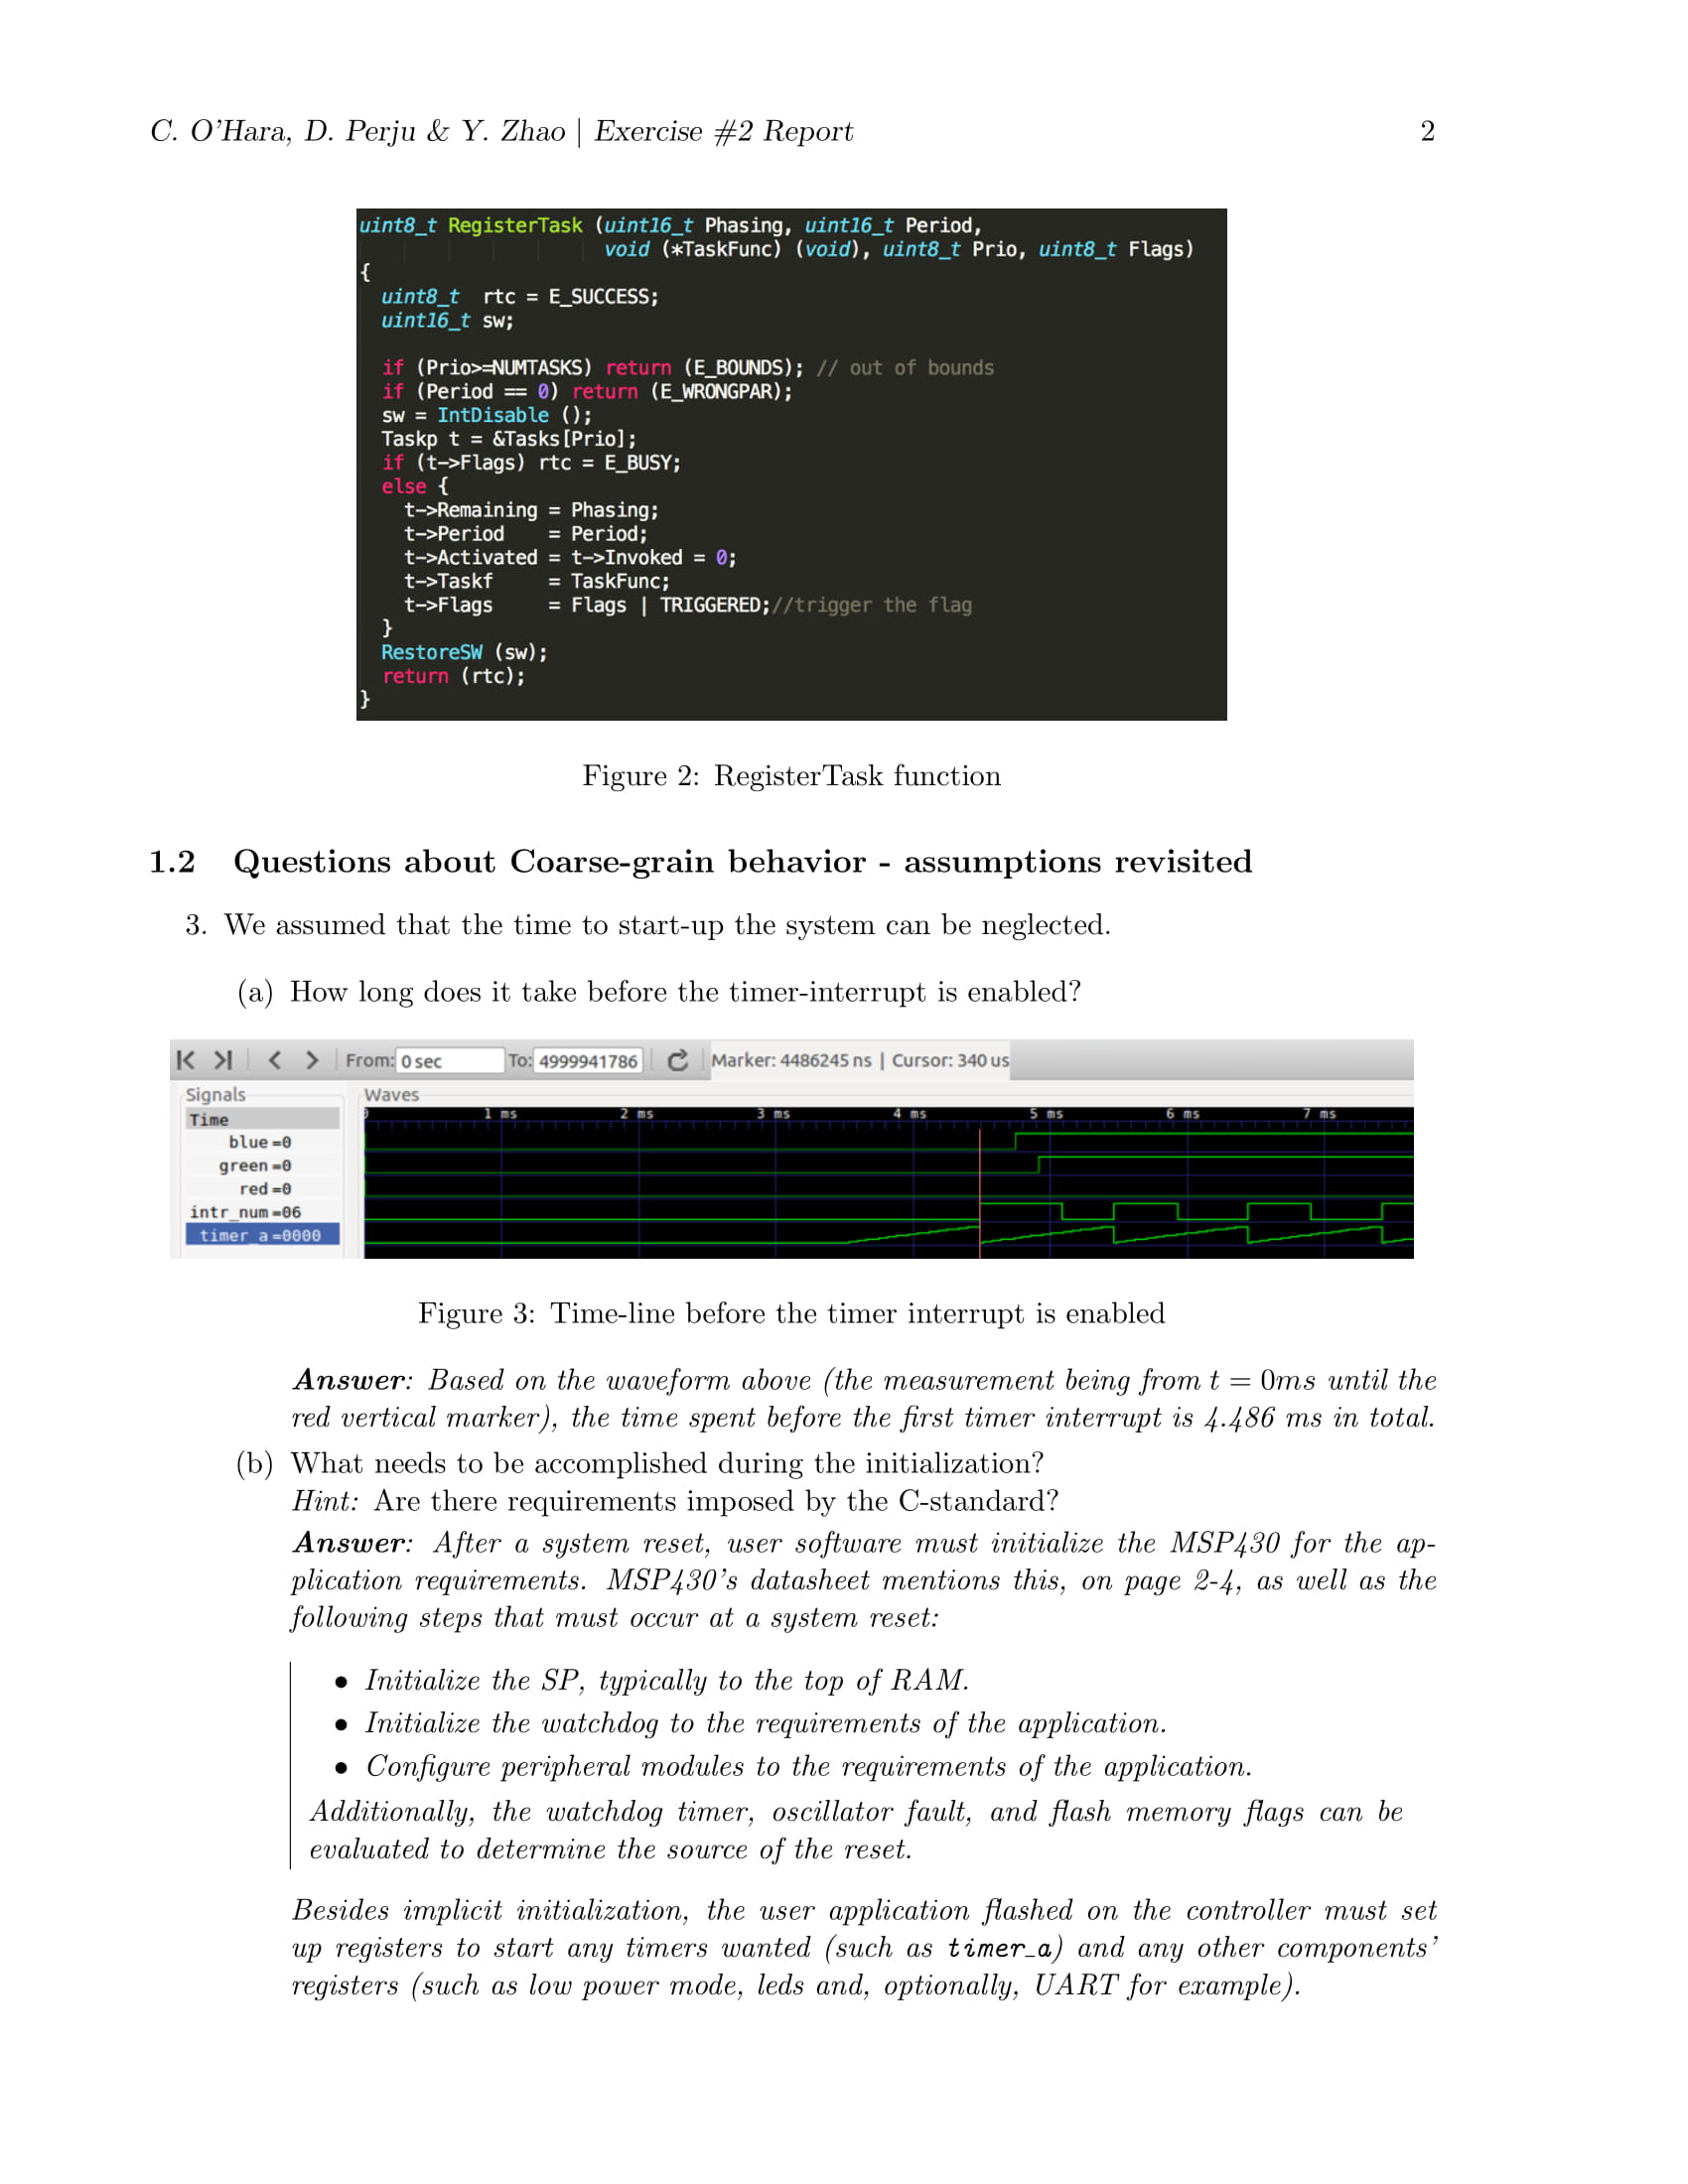 C. O'Hara, D. Perju & Y. Zhao | Exercise #2 Report 2
uint8_t RegisterTask (uint16_t Phasing, uint16_t Period,
void (*TaskFunc) (void), uint8_t Prio, uint8_t Flags)
{
uint8_t rtc = E_SUCCESS;
uint16_t sw;
if (Prio>=NUMTASKS) return (E_BOUNDS); // out of bounds
if (Period == 0) return (E_WRONGPAR);
sw = IntDisable ();
Taskp t = &Tasks[Prio];
if (t->Flags) rtc = E_BUSY;
else {
t->Remaining = Phasing;
t->Period = Period;
t->Activated = t->Invoked = 0;
t->Taskf = TaskFunc;
t->Flags = Flags | TRIGGERED;//trigger the flag
}
RestoreSW (sw);
return (rtc);
}
Figure 2: RegisterTask function
1.2 Questions about Coarse-grain behavior - assumptions revisited
3. We assumed that the time to start-up the system can be neglected.
(a) How long does it take before the timer-interrupt is enabled?
From: 0 sec To: 4999941786 Marker: 4486245 ns | Cursor: 340 us
Signals Waves
Time 1 ms 2 ms 3 ms 4 ms 5 ms 6 ms 7 ms
blue=0
green=0
red=0
intr_num=06
timer_a=0000
Figure 3: Time-line before the timer interrupt is enabled
Answer: Based on the waveform above (the measurement being from t = 0ms until the
red vertical marker), the time spent before the first timer interrupt is 4.486 ms in total.
(b) What needs to be accomplished during the initialization?
Hint: Are there requirements imposed by the C-standard?
Answer: After a system reset, user software must initialize the MSP430 for the ap-
plication requirements. MSP430's datasheet mentions this, on page 2-4, as well as the
following steps that must occur at a system reset:
• Initialize the SP, typically to the top of RAM.
• Initialize the watchdog to the requirements of the application.
• Configure peripheral modules to the requirements of the application.
Additionally, the watchdog timer, oscillator fault, and flash memory flags can be
evaluated to determine the source of the reset.
Besides implicit initialization, the user application flashed on the controller must set
up registers to start any timers wanted (such as timer_a) and any other components'
registers (such as low power mode, leds and, optionally, UART for example).